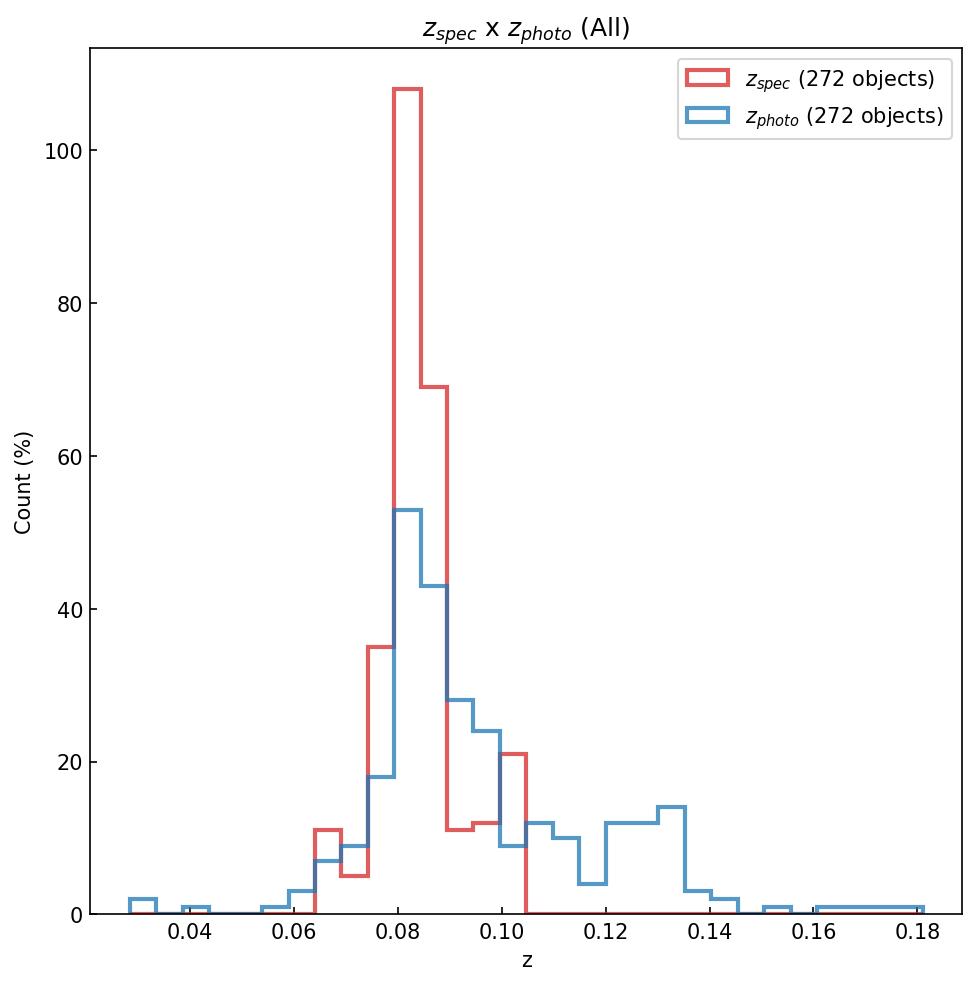 z_spec x z_photo (All)
z_spec (272 objects)
z_photo (272 objects)
Count (%)
100
80
60
40
20
0
0.04 0.06 0.08 0.10 0.12 0.14 0.16 0.18
z